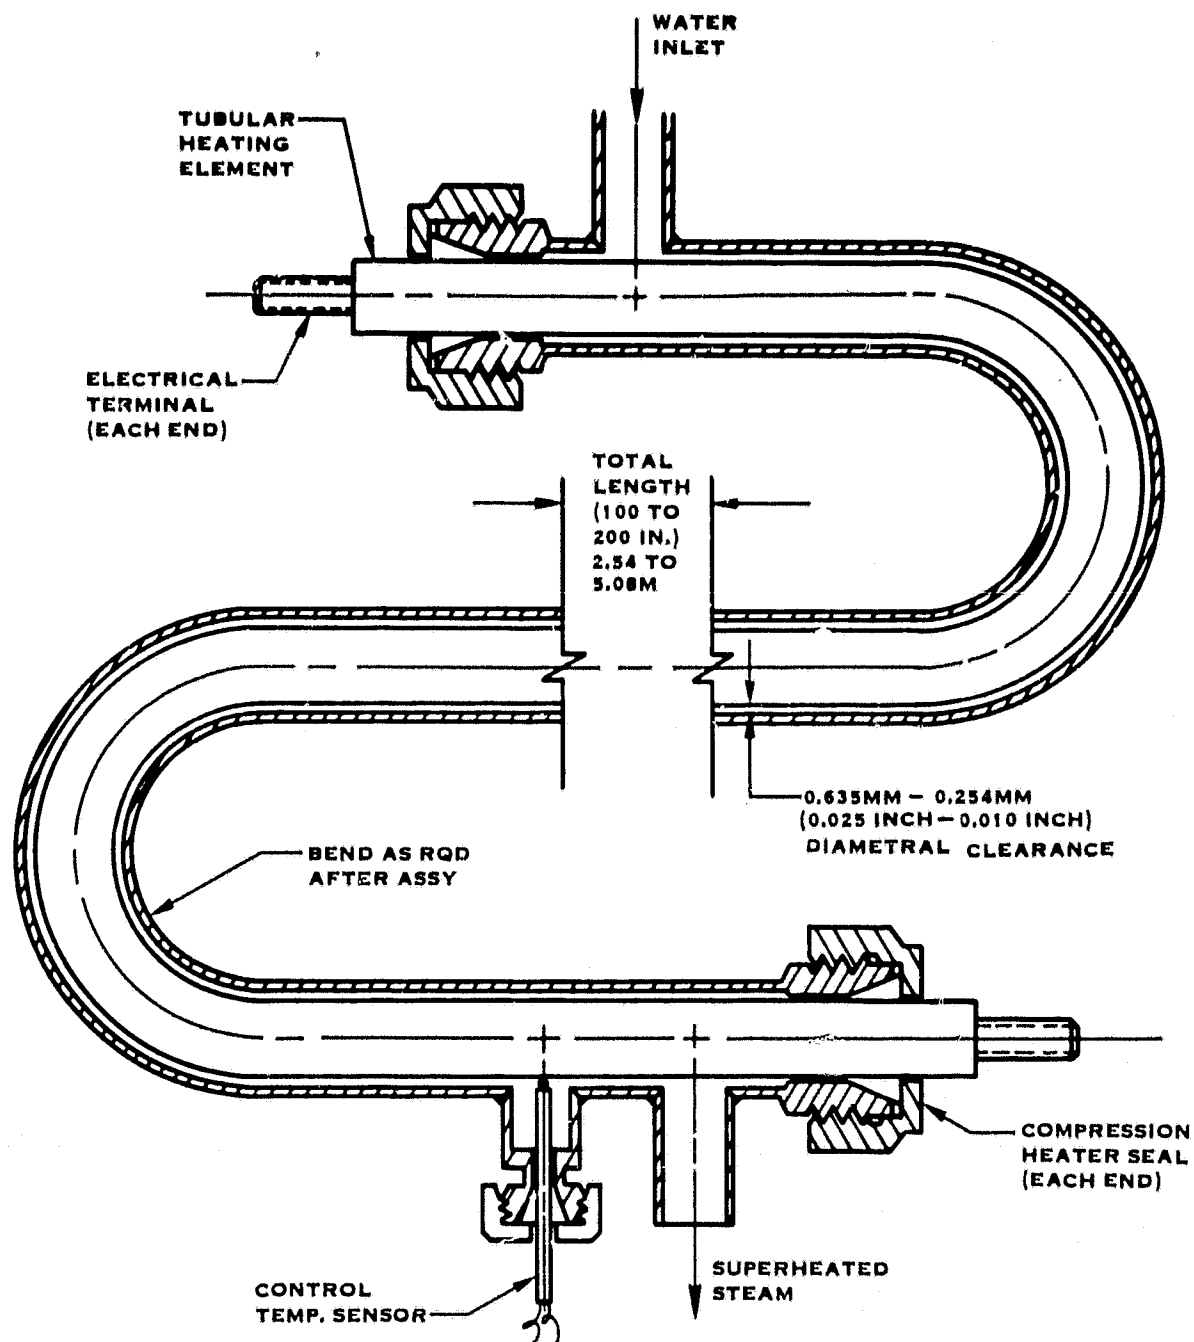 WATER
INLET
TUBULAR
HEATING
ELEMENT
ELECTRICAL
TERMINAL
(EACH END)
TOTAL
LENGTH
(100 TO
200 IN.)
2.54 TO
5.08M
0.635MM - 0.254MM
(0.025 INCH-0.010 INCH)
DIAMETRAL CLEARANCE
BEND AS RQD
AFTER ASSY
COMPRESSION
HEATER SEAL
(EACH END)
SUPERHEATED
STEAM
CONTROL
TEMP. SENSOR